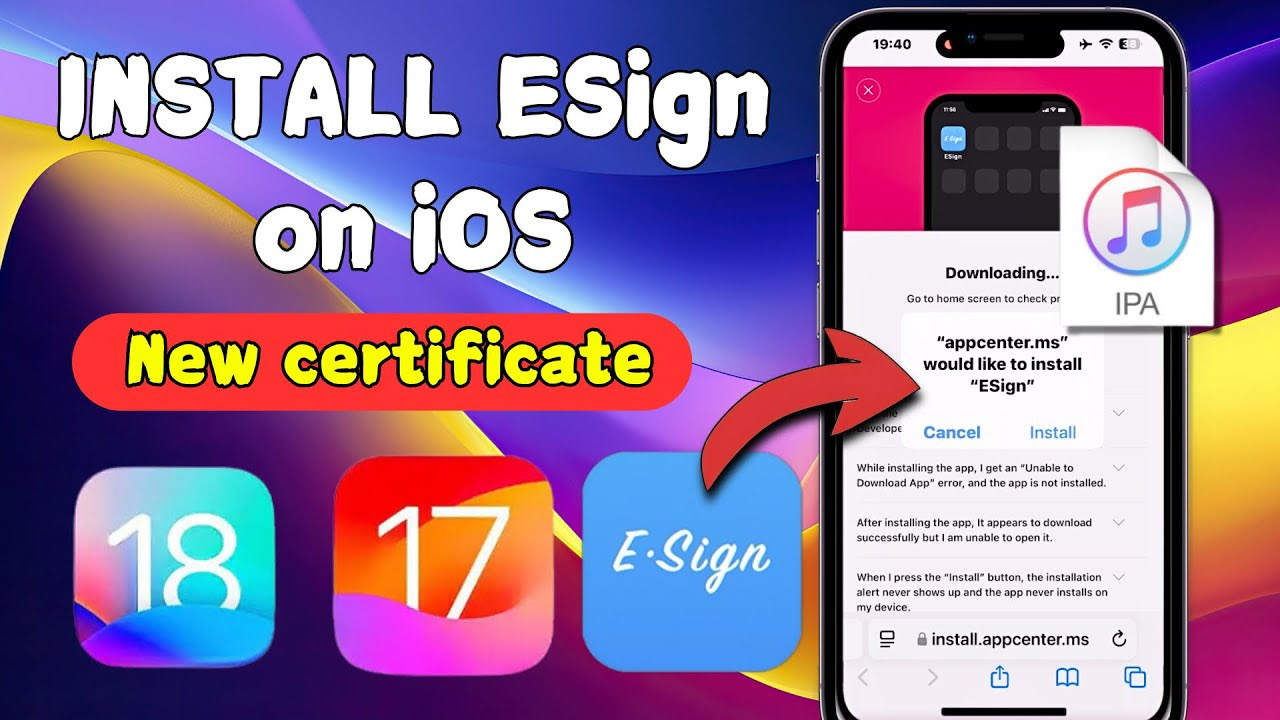 INSTALL ESign
on iOS
New certificate
18
17
E·Sign
19:40
11:56
E·Sign
ESign
IPA
Downloading...
Go to home screen to check
“appcenter.ms”
would like to install
“ESign”
Cancel
Install
While installing the app, I get an “Unable to
Download App” error, and the app is not installed.
After installing the app, It appears to download
successfully but I am unable to open it.
When I press the “Install” button, the installation
alert never shows up and the app never installs on
my device.
install.appcenter.ms